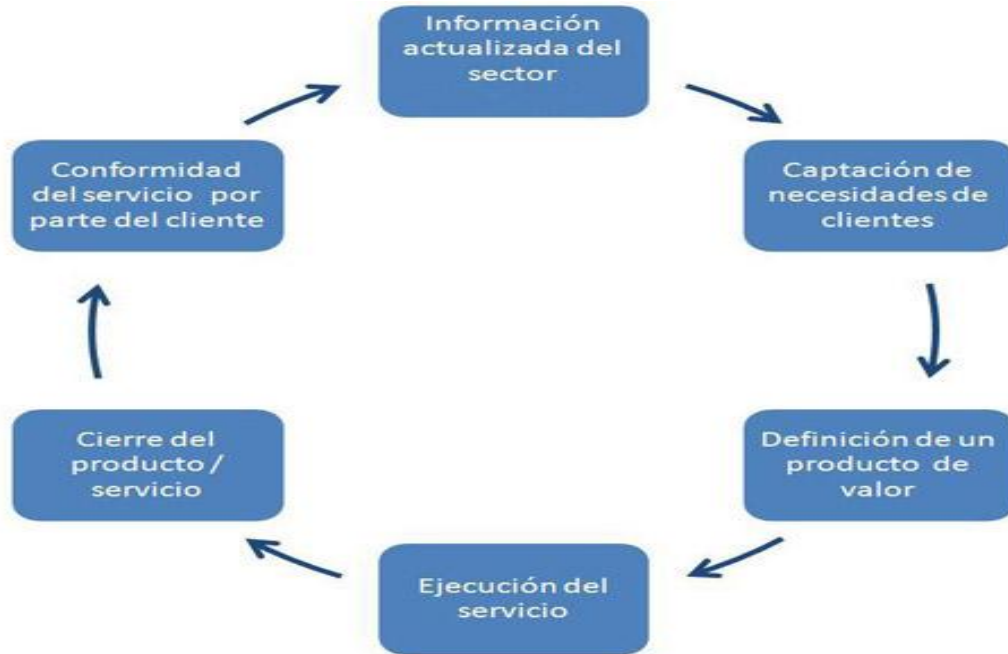 Información
actualizada del
sector
Captación de
necesidades de
clientes
Definición de un
producto de
valor
Ejecución del
servicio
Cierre del
producto /
servicio
Conformidad
del servicio por
parte del cliente